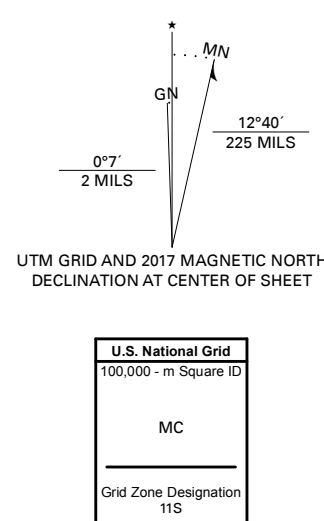 ★
MN
GN
12°40´
225 MILS
0°7´
2 MILS
UTM GRID AND 2017 MAGNETIC NORTH
DECLINATION AT CENTER OF SHEET
U.S. National Grid
100,000 - m Square ID
MC
Grid Zone Designation
11S